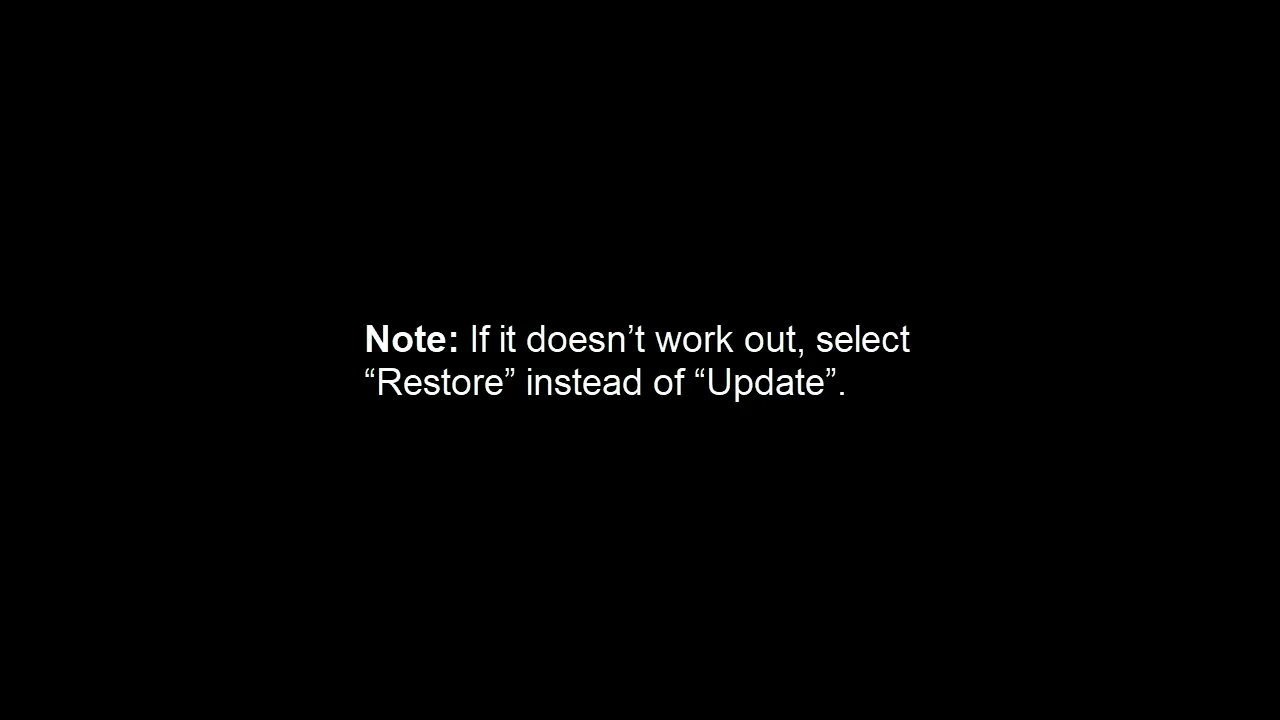 Note: If it doesn’t work out, select
“Restore” instead of “Update”.